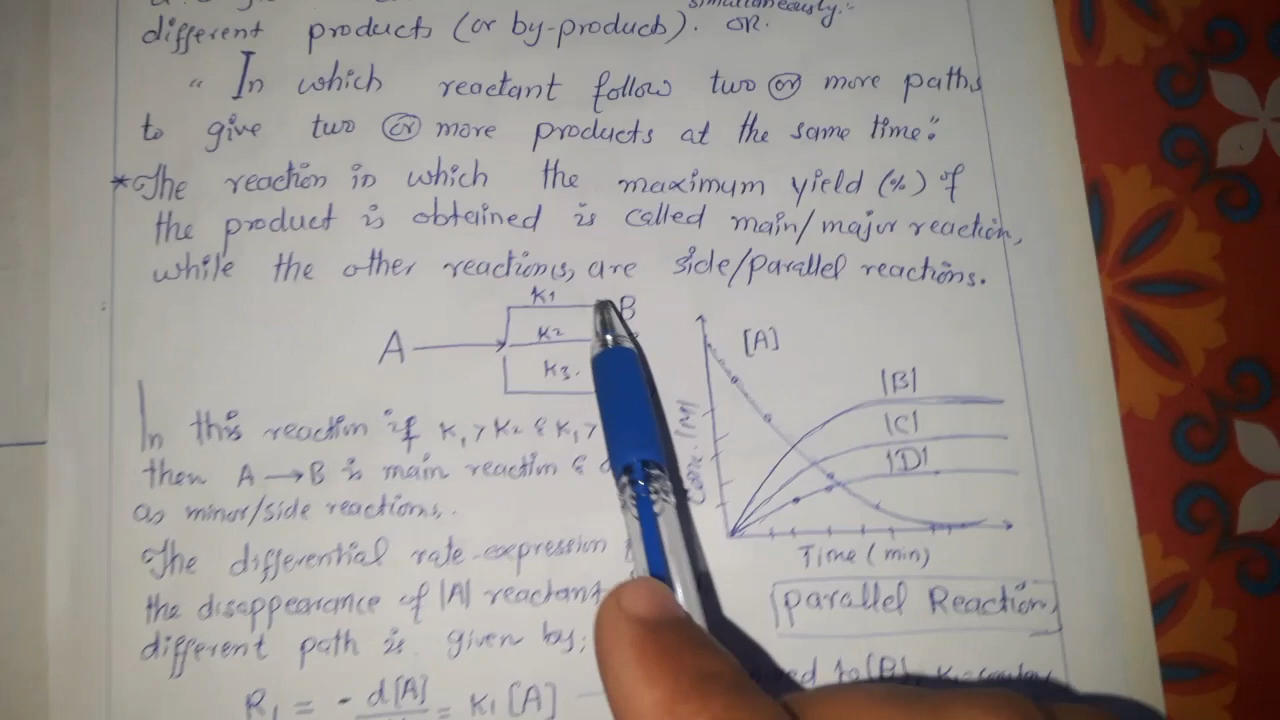 simultaneously.
different products (or by-products). OR.
" In which reactant follow two or more paths
to give two or more products at the same time."
*The reaction in which the maximum yield (%) of
the product is obtained is called main/major reaction,
while the other reaction(s) are side/parallel reactions.
K1
B
A
K2
K3.
[A]
|B|
|C|
|D|
Conc. (M)
Time (min)
Parallel Reaction,
In this reaction if K1 > K2 & K1 >
then A → B is main reaction &
as minor/side reactions,.
The differential rate-expression
the disappearance of |A| reactant
different path is given by;
R1 = - d[A] = K1 [A]